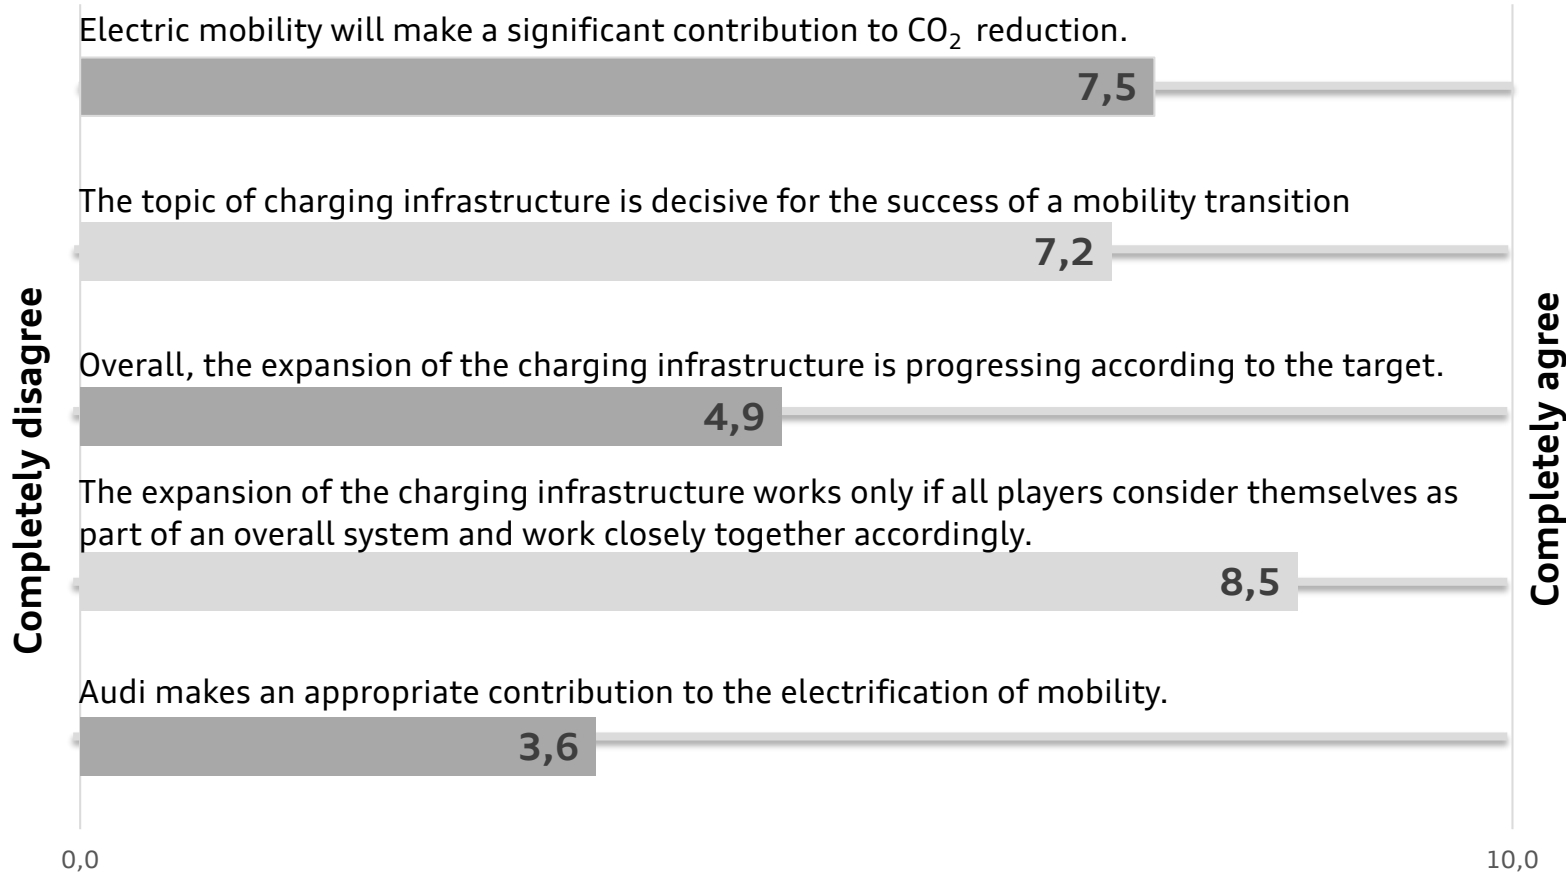 Electric mobility will make a significant contribution to CO₂ reduction.
7,5
The topic of charging infrastructure is decisive for the success of a mobility transition
7,2
Overall, the expansion of the charging infrastructure is progressing according to the target.
4,9
The expansion of the charging infrastructure works only if all players consider themselves as
part of an overall system and work closely together accordingly.
8,5
Audi makes an appropriate contribution to the electrification of mobility.
3,6
Completely disagree
Completely agree
0,0
10,0